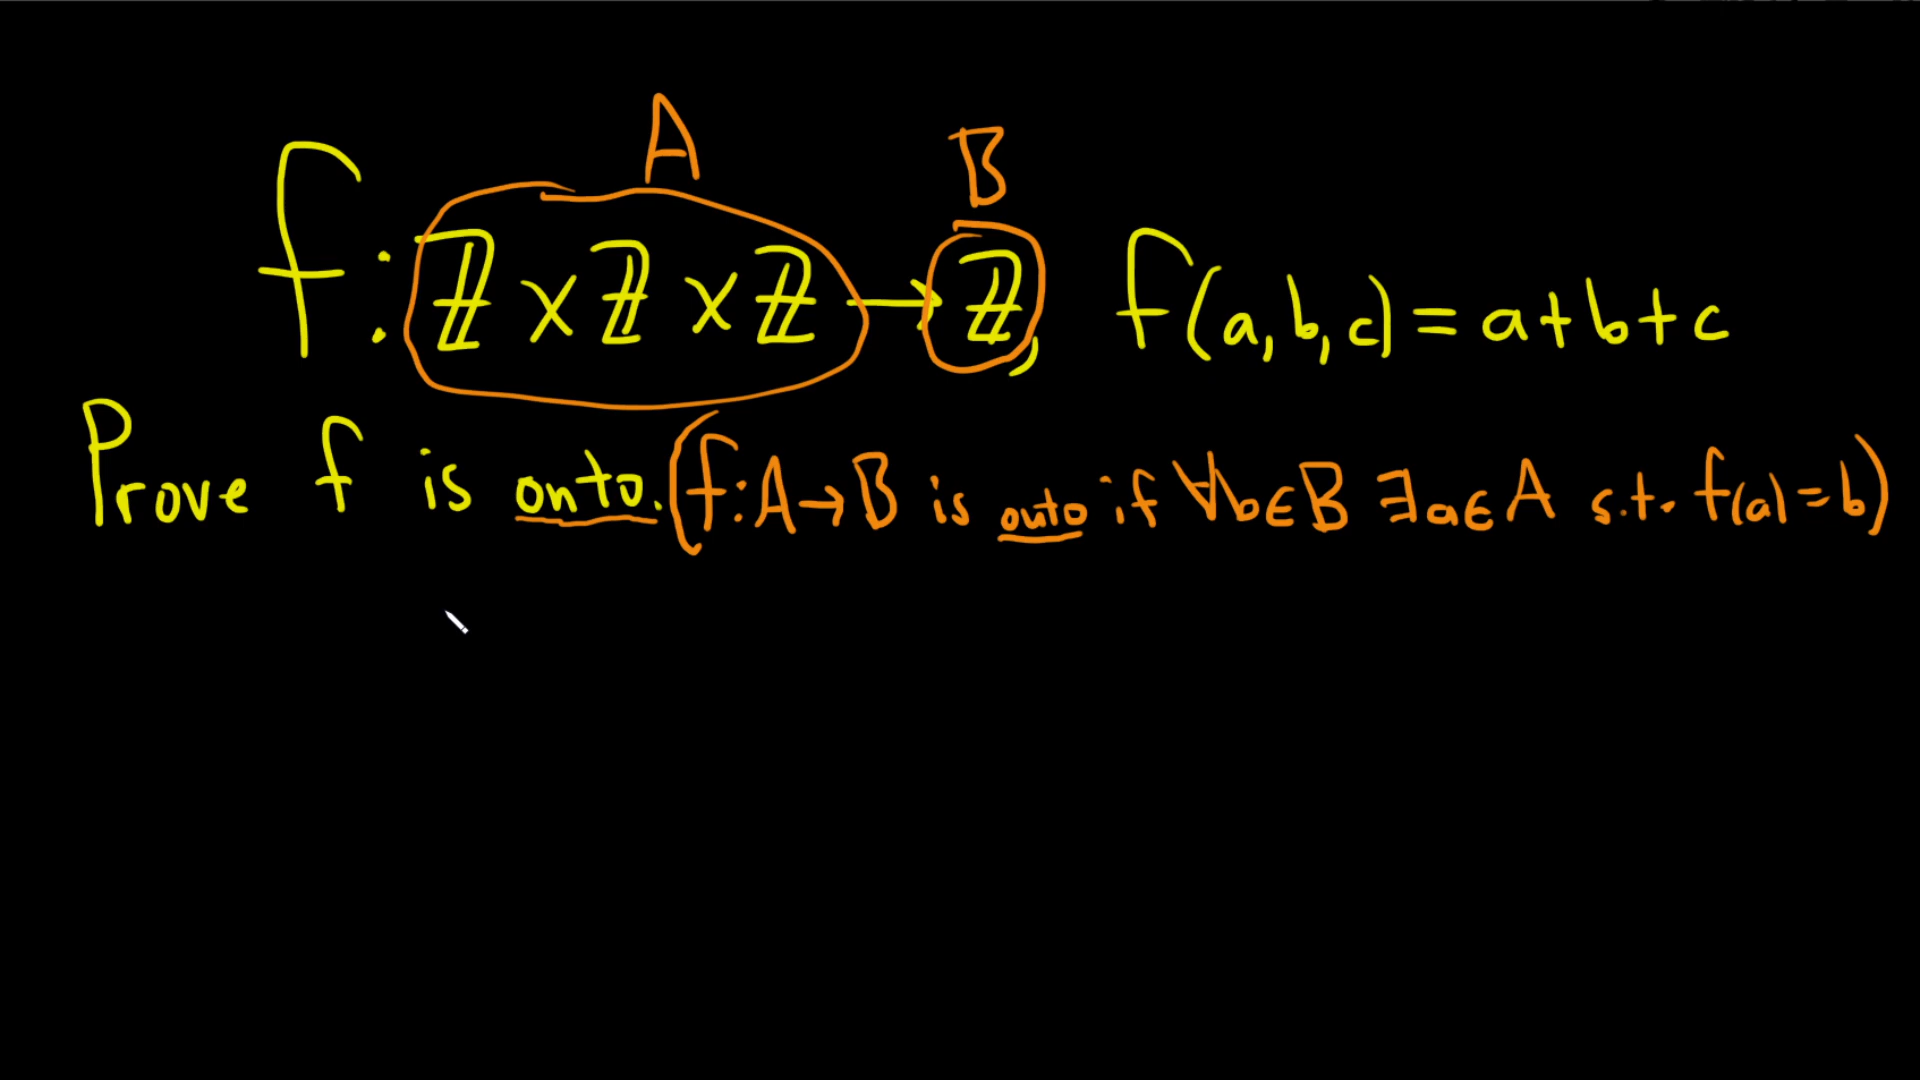 A B
f: ℤ x ℤ x ℤ → ℤ, f(a,b,c) = a+b+c
Prove f is onto. (f: A→B is onto if ∀b∈B ∃a∈A s.t. f(a)=b)